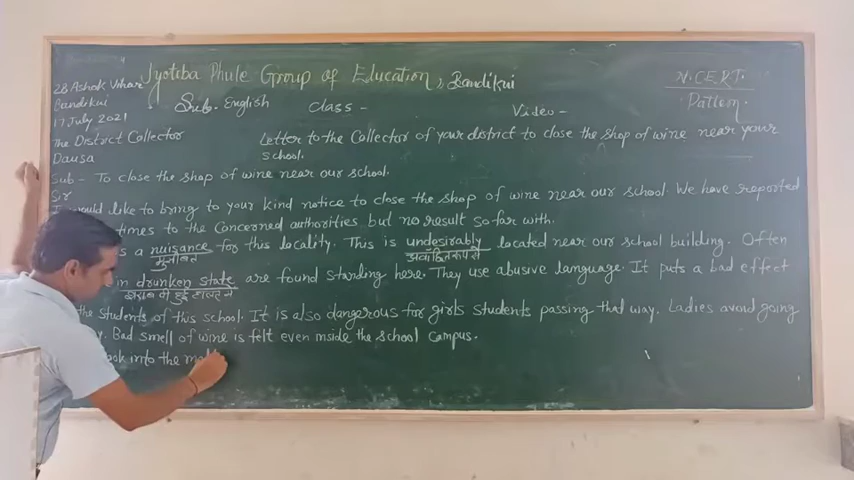 Jyotiba Phule Group of Education, Bandikui
N.C.E.R.T.
Pattern
Sub. English Class - Video -
28 Ashok Vihar
Bandikui
17 July 2021
The District Collector
Dausa
Letter to the Collector of your district to close the shop of wine near your
school.
Sub - To close the shop of wine near our school.
Sir
would like to bring to your kind notice to close the shop of wine near our school. We have reported
times to the Concerned authorities but no result so far with.
is a nuisance for this locality. This is undesirably located near our school building. Often
in drunken state are found standing here. They use abusive language. It puts a bad effect
the students of this school. It is also dangerous for girls students passing that way. Ladies avoid going
Bad smell of wine is felt even inside the school campus.
look into the